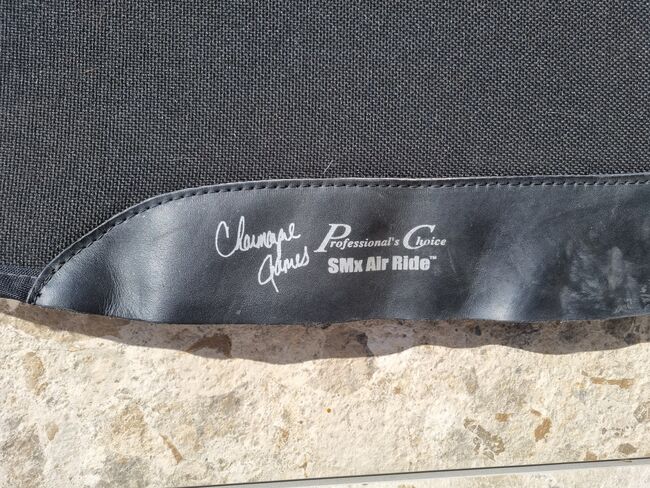 Charmayne
James
Professional's Choice
SMx Air Ride™